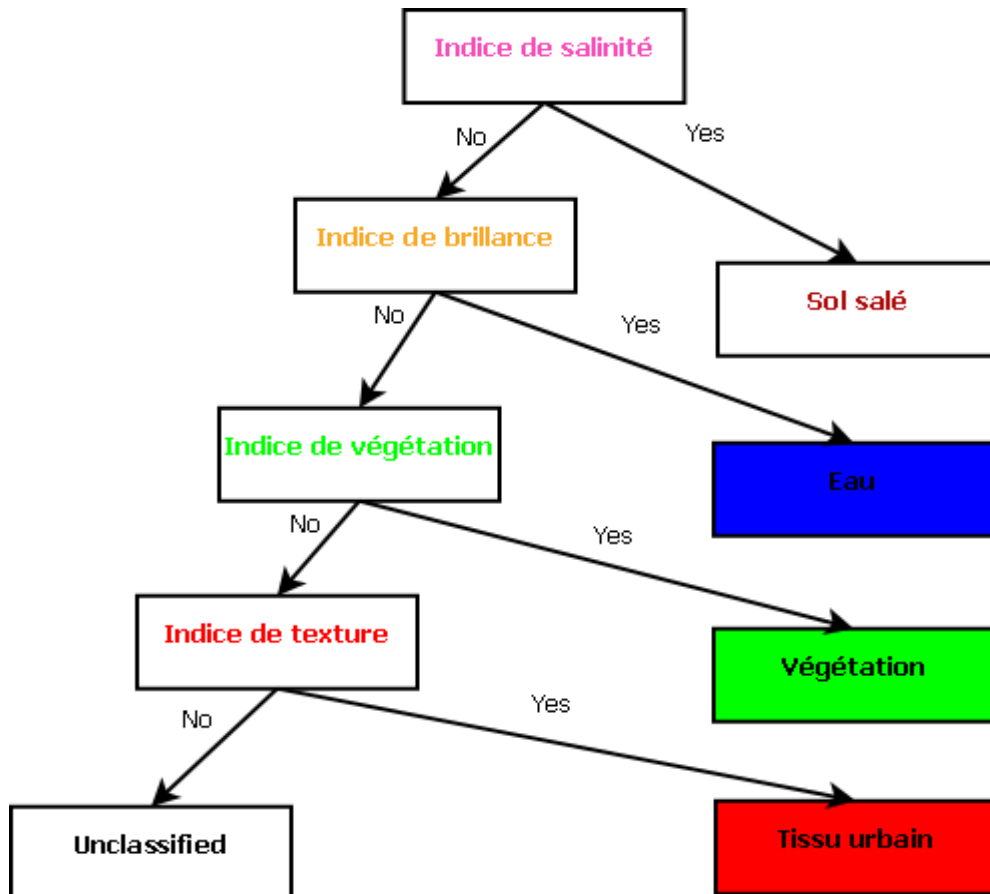 Indice de salinité
No
Yes
Indice de brillance
Sol salé
No
Yes
Indice de végétation
Eau
No
Yes
Indice de texture
Végétation
No
Yes
Unclassified
Tissu urbain